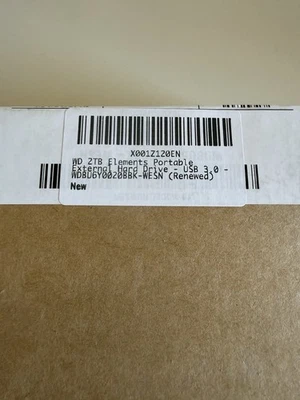 X001Z120EN
WD 2TB Elements Portable
External Hard Drive - USB 3.0 -
WDBU6Y0020BBK-WESN (Renewed)
New